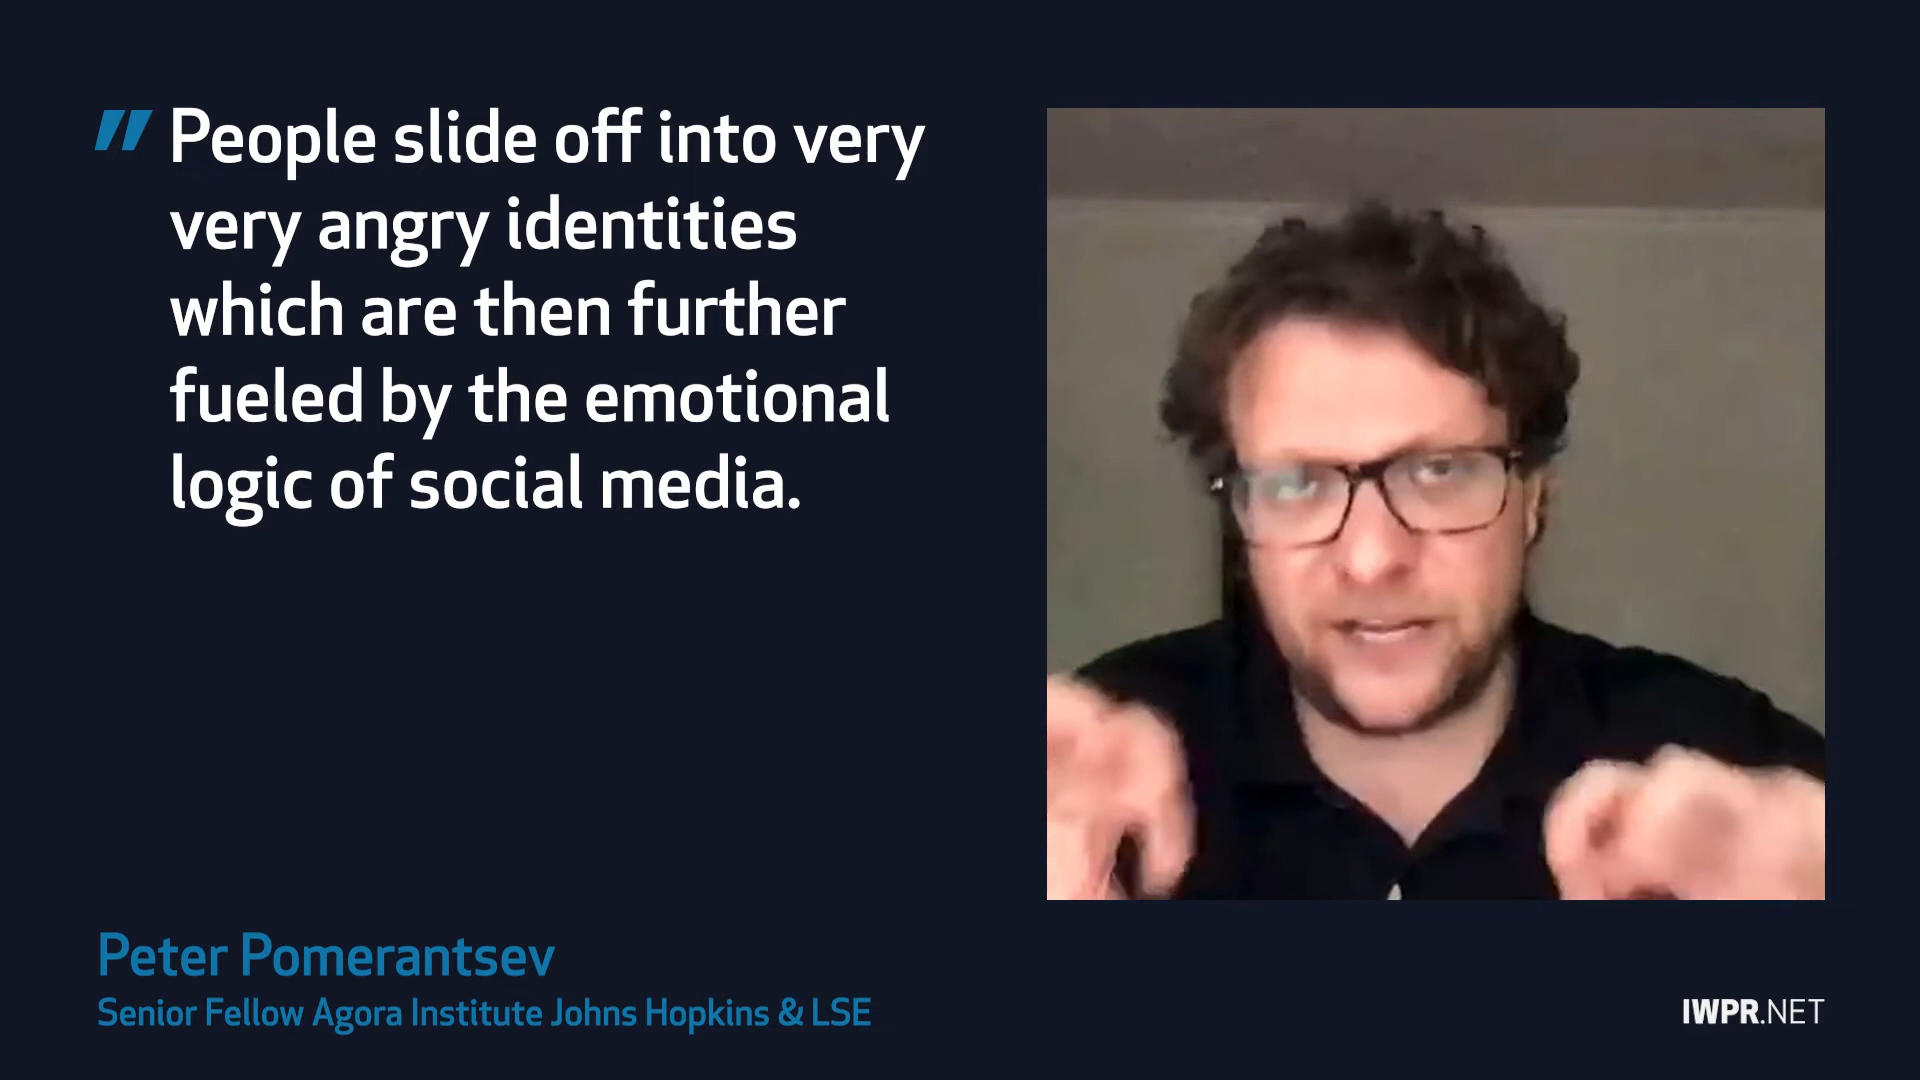 " People slide off into very
very angry identities
which are then further
fueled by the emotional
logic of social media.
Peter Pomerantsev
Senior Fellow Agora Institute Johns Hopkins & LSE
IWPR.NET